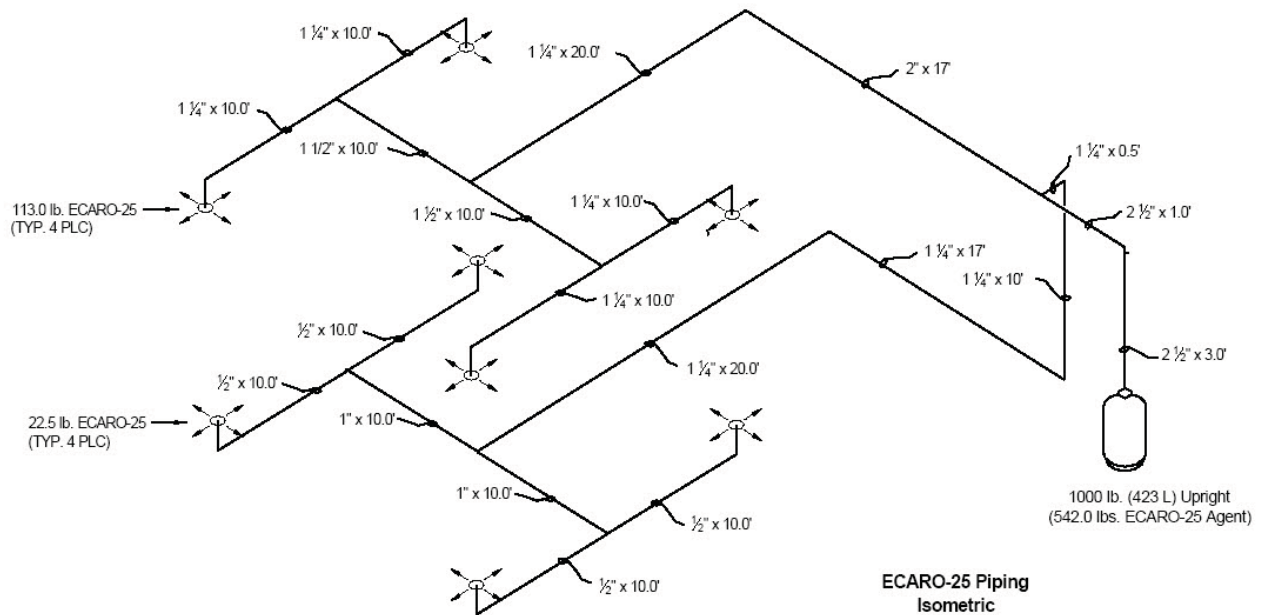 1 ¼" x 10.0'
1 ¼" x 20.0'
2" x 17'
1 ¼" x 10.0'
1 1/2" x 10.0'
1 ¼" x 0.5'
113.0 lb. ECARO-25
(TYP. 4 PLC)
1 ½" x 10.0'
1 ¼" x 10.0'
2 ½" x 1.0'
1 ¼" x 17'
1 ¼" x 10'
1 ¼" x 10.0'
½" x 10.0'
2 ½" x 3.0'
1 ¼" x 20.0'
½" x 10.0'
22.5 lb. ECARO-25
(TYP. 4 PLC)
1" x 10.0'
1" x 10.0'
½" x 10.0'
½" x 10.0'
1000 lb. (423 L) Upright
(542.0 lbs. ECARO-25 Agent)
ECARO-25 Piping
Isometric